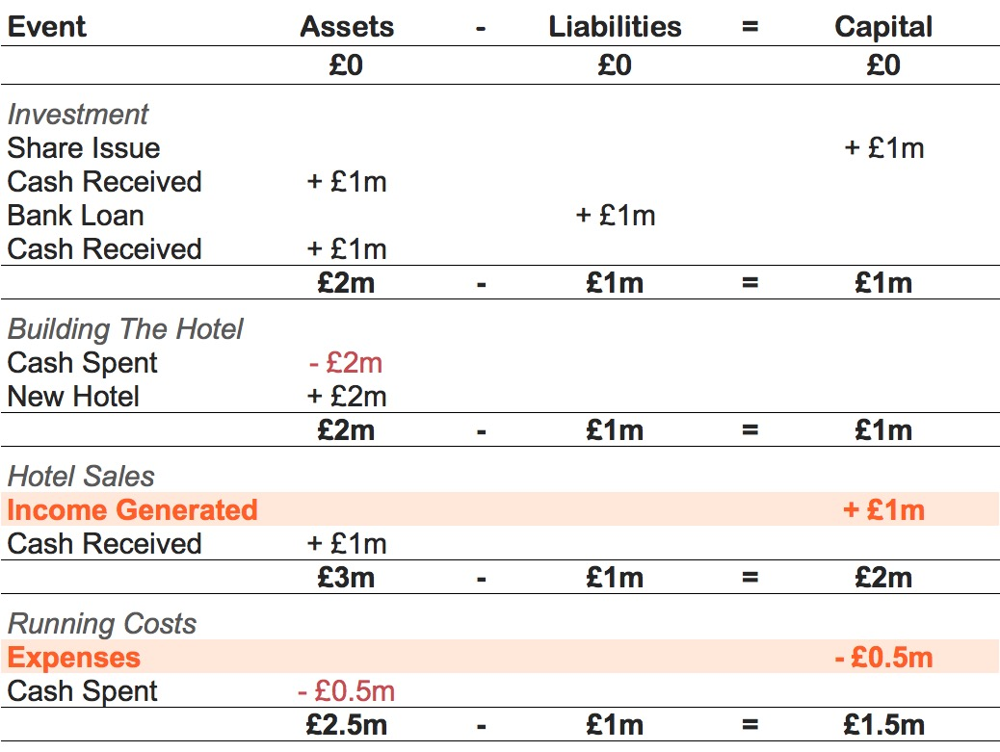 Event Assets - Liabilities = Capital
£0 £0 £0
Investment
Share Issue + £1m
Cash Received + £1m
Bank Loan + £1m
Cash Received + £1m
£2m - £1m = £1m
Building The Hotel
Cash Spent - £2m
New Hotel + £2m
£2m - £1m = £1m
Hotel Sales
Income Generated + £1m
Cash Received + £1m
£3m - £1m = £2m
Running Costs
Expenses - £0.5m
Cash Spent - £0.5m
£2.5m - £1m = £1.5m